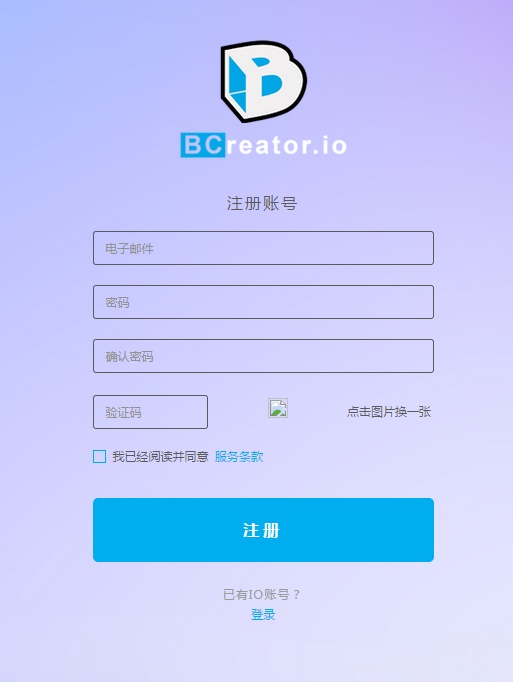 B
BCreator.io
注册账号
电子邮件
密码
确认密码
验证码 点击图片换一张
我已经阅读并同意 服务条款
注册
已有IO账号？
登录